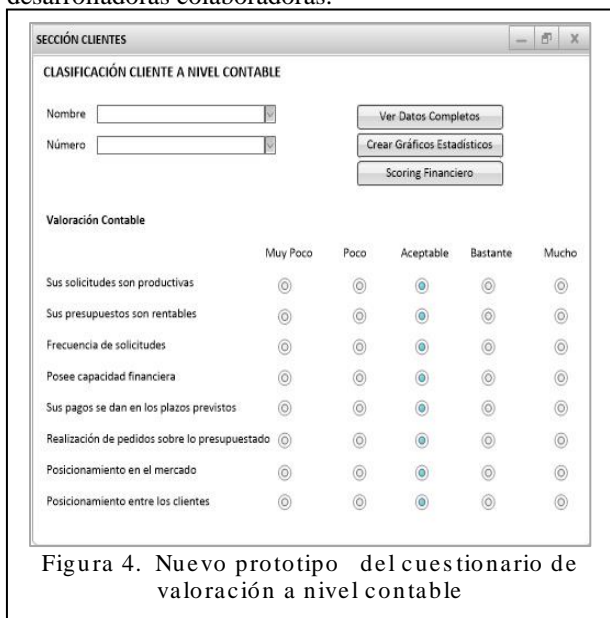 desarrolladoras colaboradoras.
SECCIÓN CLIENTES
CLASIFICACIÓN CLIENTE A NIVEL CONTABLE
Nombre
Ver Datos Completos
Número
Crear Gráficos Estadísticos
Scoring Financiero
Valoración Contable
Muy Poco Poco Aceptable Bastante Mucho
Sus solicitudes son productivas
Sus presupuestos son rentables
Frecuencia de solicitudes
Posee capacidad financiera
Sus pagos se dan en los plazos previstos
Realización de pedidos sobre lo presupuestado
Posicionamiento en el mercado
Posicionamiento entre los clientes
Figura 4. Nuevo prototipo del cuestionario de
valoración a nivel contable